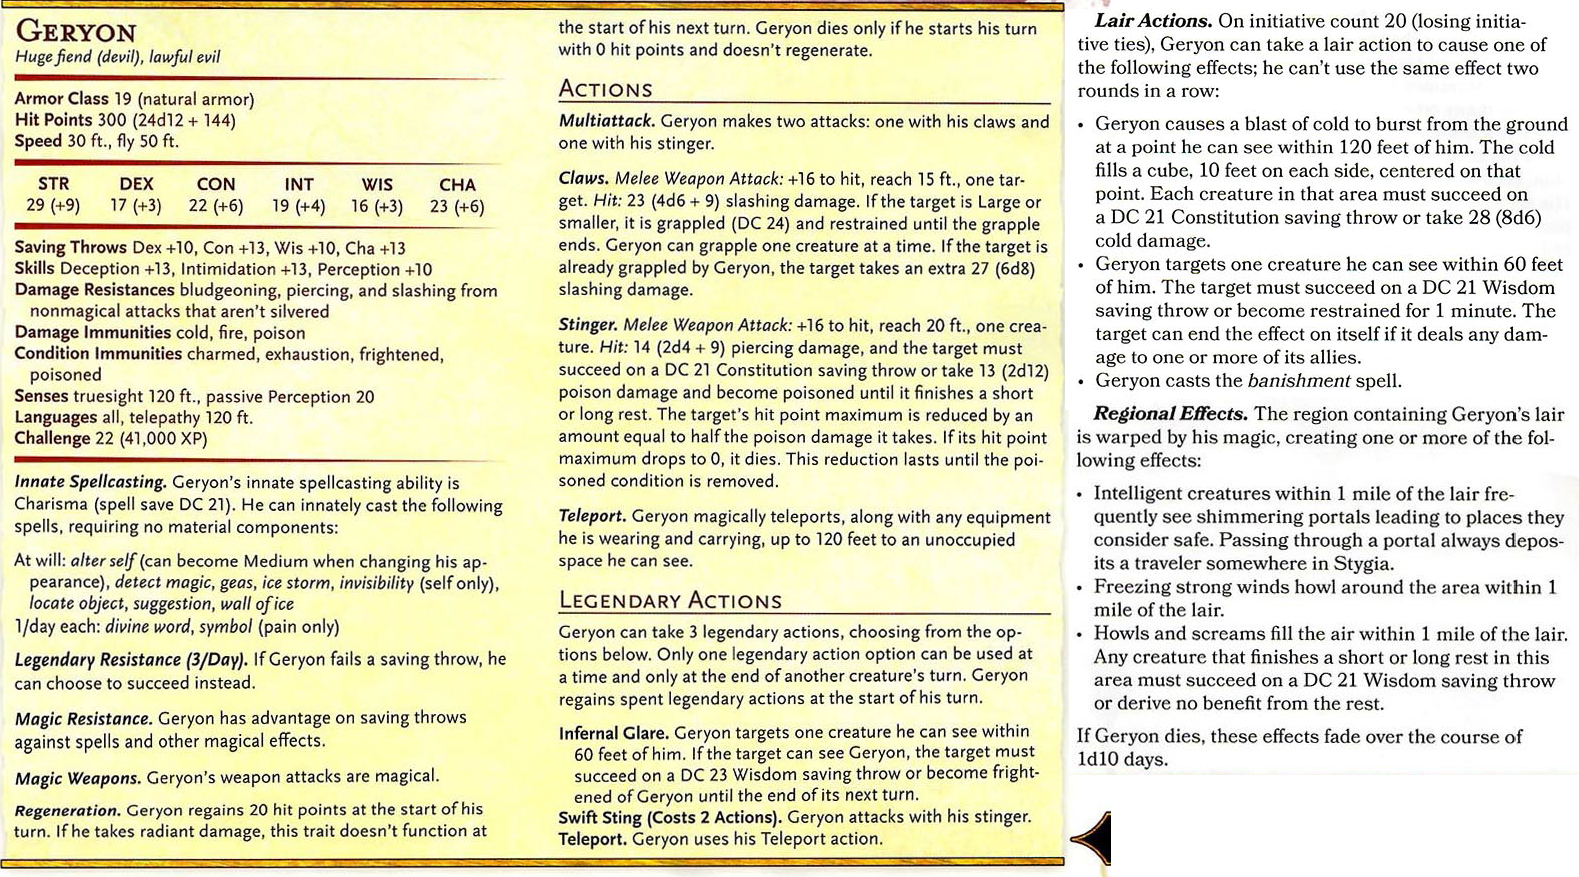 GERYON
Huge fiend (devil), lawful evil
Armor Class 19 (natural armor)
Hit Points 300 (24d12 + 144)
Speed 30 ft., fly 50 ft.
STR DEX CON INT WIS CHA
29 (+9) 17 (+3) 22 (+6) 19 (+4) 16 (+3) 23 (+6)
Saving Throws Dex +10, Con +13, Wis +10, Cha +13
Skills Deception +13, Intimidation +13, Perception +10
Damage Resistances bludgeoning, piercing, and slashing from
nonmagical attacks that aren't silvered
Damage Immunities cold, fire, poison
Condition Immunities charmed, exhaustion, frightened,
poisoned
Senses truesight 120 ft., passive Perception 20
Languages all, telepathy 120 ft.
Challenge 22 (41,000 XP)
Innate Spellcasting. Geryon's innate spellcasting ability is
Charisma (spell save DC 21). He can innately cast the following
spells, requiring no material components:
At will: alter self (can become Medium when changing his ap-
pearance), detect magic, geas, ice storm, invisibility (self only),
locate object, suggestion, wall of ice
1/day each: divine word, symbol (pain only)
Legendary Resistance (3/Day). If Geryon fails a saving throw, he
can choose to succeed instead.
Magic Resistance. Geryon has advantage on saving throws
against spells and other magical effects.
Magic Weapons. Geryon's weapon attacks are magical.
Regeneration. Geryon regains 20 hit points at the start of his
turn. If he takes radiant damage, this trait doesn't function at
the start of his next turn. Geryon dies only if he starts his turn
with 0 hit points and doesn't regenerate.
ACTIONS
Multiattack. Geryon makes two attacks: one with his claws and
one with his stinger.
Claws. Melee Weapon Attack: +16 to hit, reach 15 ft., one tar-
get. Hit: 23 (4d6 + 9) slashing damage. If the target is Large or
smaller, it is grappled (DC 24) and restrained until the grapple
ends. Geryon can grapple one creature at a time. If the target is
already grappled by Geryon, the target takes an extra 27 (6d8)
slashing damage.
Stinger. Melee Weapon Attack: +16 to hit, reach 20 ft., one crea-
ture. Hit: 14 (2d4 + 9) piercing damage, and the target must
succeed on a DC 21 Constitution saving throw or take 13 (2d12)
poison damage and become poisoned until it finishes a short
or long rest. The target's hit point maximum is reduced by an
amount equal to half the poison damage it takes. If its hit point
maximum drops to 0, it dies. This reduction lasts until the poi-
soned condition is removed.
Teleport. Geryon magically teleports, along with any equipment
he is wearing and carrying, up to 120 feet to an unoccupied
space he can see.
LEGENDARY ACTIONS
Geryon can take 3 legendary actions, choosing from the op-
tions below. Only one legendary action option can be used at
a time and only at the end of another creature's turn. Geryon
regains spent legendary actions at the start of his turn.
Infernal Glare. Geryon targets one creature he can see within
60 feet of him. If the target can see Geryon, the target must
succeed on a DC 23 Wisdom saving throw or become fright-
ened of Geryon until the end of its next turn.
Swift Sting (Costs 2 Actions). Geryon attacks with his stinger.
Teleport. Geryon uses his Teleport action.
Lair Actions. On initiative count 20 (losing initia-
tive ties), Geryon can take a lair action to cause one of
the following effects; he can't use the same effect two
rounds in a row:
• Geryon causes a blast of cold to burst from the ground
at a point he can see within 120 feet of him. The cold
fills a cube, 10 feet on each side, centered on that
point. Each creature in that area must succeed on
a DC 21 Constitution saving throw or take 28 (8d6)
cold damage.
• Geryon targets one creature he can see within 60 feet
of him. The target must succeed on a DC 21 Wisdom
saving throw or become restrained for 1 minute. The
target can end the effect on itself if it deals any dam-
age to one or more of its allies.
• Geryon casts the banishment spell.
Regional Effects. The region containing Geryon's lair
is warped by his magic, creating one or more of the fol-
lowing effects:
• Intelligent creatures within 1 mile of the lair fre-
quently see shimmering portals leading to places they
consider safe. Passing through a portal always depos-
its a traveler somewhere in Stygia.
• Freezing strong winds howl around the area within 1
mile of the lair.
• Howls and screams fill the air within 1 mile of the lair.
Any creature that finishes a short or long rest in this
area must succeed on a DC 21 Wisdom saving throw
or derive no benefit from the rest.
If Geryon dies, these effects fade over the course of
1d10 days.